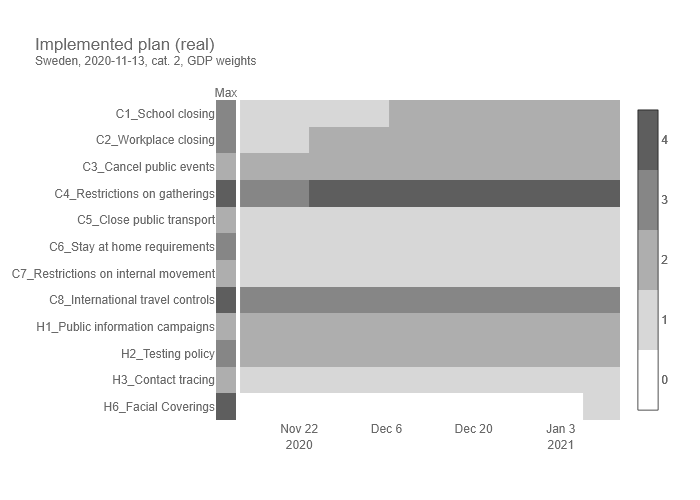 Implemented plan (real)
Sweden, 2020-11-13, cat. 2, GDP weights
Max
C1_School closing
C2_Workplace closing
C3_Cancel public events
C4_Restrictions on gatherings
C5_Close public transport
C6_Stay at home requirements
C7_Restrictions on internal movement
C8_International travel controls
H1_Public information campaigns
H2_Testing policy
H3_Contact tracing
H6_Facial Coverings
Nov 22
2020
Dec 6
Dec 20
Jan 3
2021
4
3
2
1
0